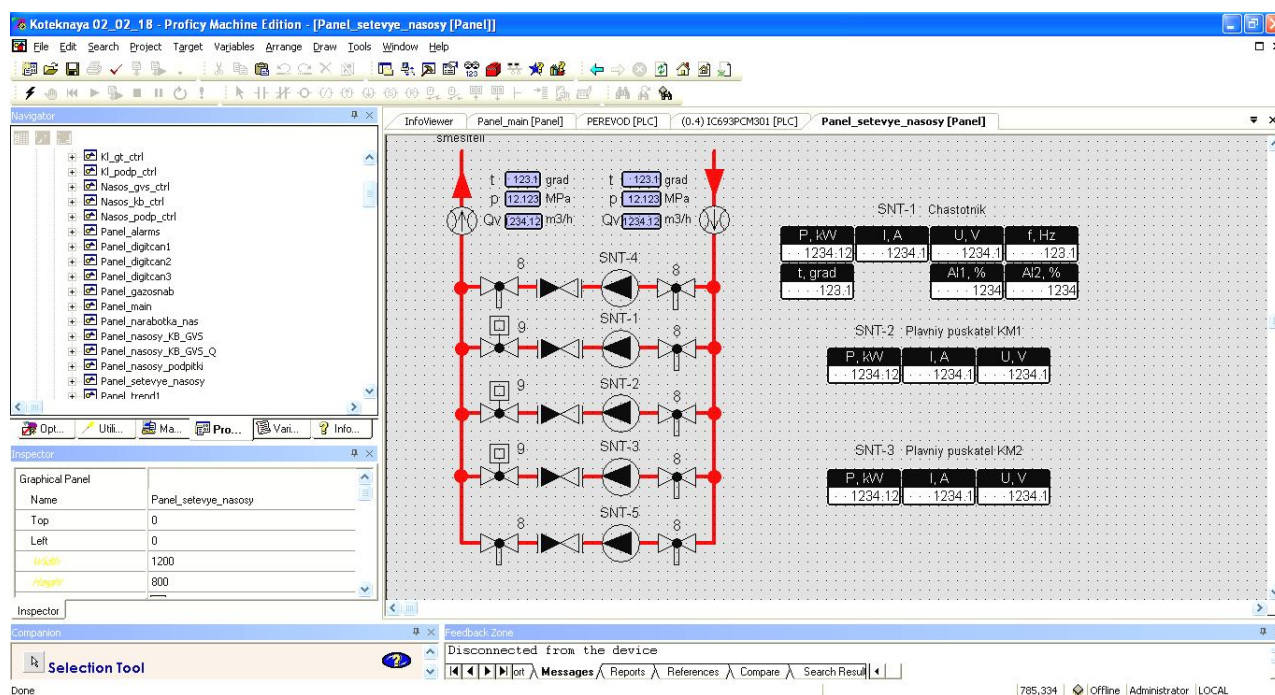 Koteknaya 02_02_18 - Proficy Machine Edition - [Panel_setevye_nasosy [Panel]]
File Edit Search Project Target Variables Arrange Draw Tools Window Help
Navigator
Kl_gt_ctrl
Kl_podp_ctrl
Nasos_gvs_ctrl
Nasos_kb_ctrl
Nasos_podp_ctrl
Panel_alarms
Panel_digitcan1
Panel_digitcan2
Panel_digitcan3
Panel_gazosnab
Panel_main
Panel_narabotka_nas
Panel_nasosy_KB_GVS
Panel_nasosy_KB_GVS_Q
Panel_nasosy_podpitki
Panel_setevye_nasosy
Panel_trend1
Opt... Utili... Ma... Pro... Vari... Info...
Inspector
Graphical Panel
Name Panel_setevye_nasosy
Top 0
Left 0
Width 1200
Height 800
Inspector
InfoViewer Panel_main [Panel] PEREVOD [PLC] (0.4) IC693PCM301 [PLC] Panel_setevye_nasosy [Panel]
smesiteli
t 123.1 grad t 123.1 grad
p 12.123 MPa p 12.123 MPa
Qv 1234.12 m3/h Qv 1234.12 m3/h
SNT-4
8 8
SNT-1
9 8
SNT-2
9 8
SNT-3
9 8
SNT-5
8 8
SNT-1 Chastotnik
P, kW I, A U, V f, Hz
1234.12 1234.1 1234.1 123.1
t, grad AI1, % AI2, %
123.1 1234 1234
SNT-2 Plavniy puskatel KM1
P, kW I, A U, V
1234.12 1234.1 1234.1
SNT-3 Plavniy puskatel KM2
P, kW I, A U, V
1234.12 1234.1 1234.1
Companion
Selection Tool
Feedback Zone
Disconnected from the device
ort Messages Reports References Compare Search Resul
Done 785,334 Offline Administrator LOCAL